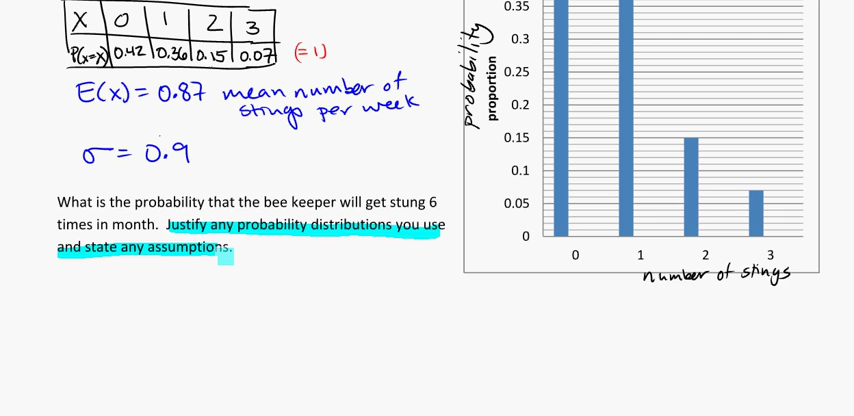 X 0 1 2 3
P(x=x) 0.42 0.36 0.15 0.07 (=1)
E(x) = 0.87 mean number of
stings per week
σ = 0.9
What is the probability that the bee keeper will get stung 6
times in month. Justify any probability distributions you use
and state any assumptions.
probability
proportion
0.35
0.3
0.25
0.2
0.15
0.1
0.05
0
0 1 2 3
number of stings